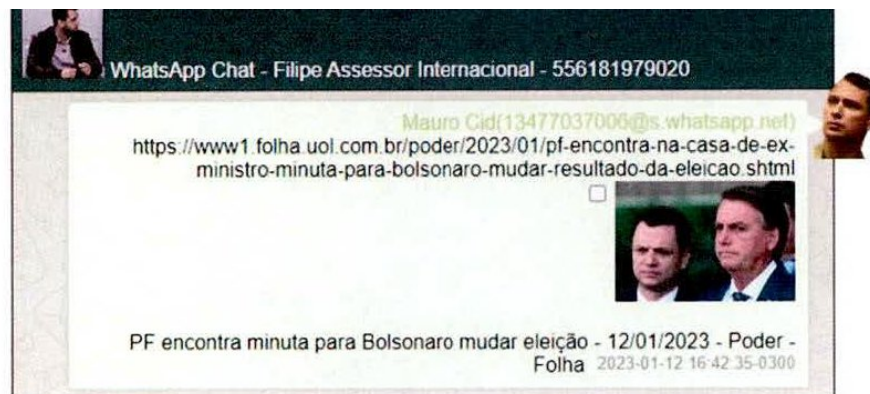 WhatsApp Chat - Filipe Assessor Internacional - 556181979020
Mauro Cid(13477037006@s.whatsapp.net)
https://www1.folha.uol.com.br/poder/2023/01/pf-encontra-na-casa-de-ex-
ministro-minuta-para-bolsonaro-mudar-resultado-da-eleicao.shtml
PF encontra minuta para Bolsonaro mudar eleição - 12/01/2023 - Poder -
Folha 2023-01-12 16:42:35-0300